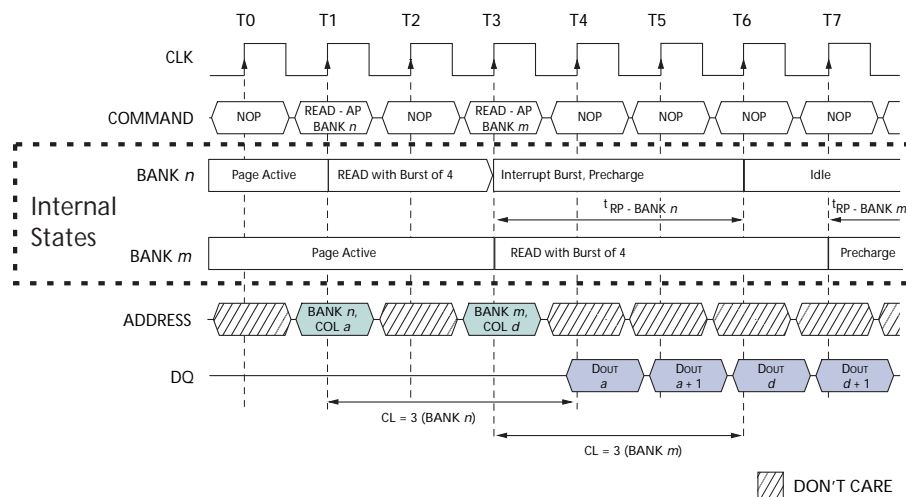 T0 T1 T2 T3 T4 T5 T6 T7
CLK
COMMAND NOP READ - AP NOP READ - AP NOP NOP NOP NOP
BANK n BANK m
BANK n Page Active READ with Burst of 4 Interrupt Burst, Precharge Idle
Internal
States
tRP - BANK n tRP - BANK m
BANK m Page Active READ with Burst of 4 Precharge
ADDRESS BANK n, BANK m,
COL a COL d
DQ DOUT DOUT DOUT DOUT
a a + 1 d d + 1
CL = 3 (BANK n)
CL = 3 (BANK m)
DON'T CARE